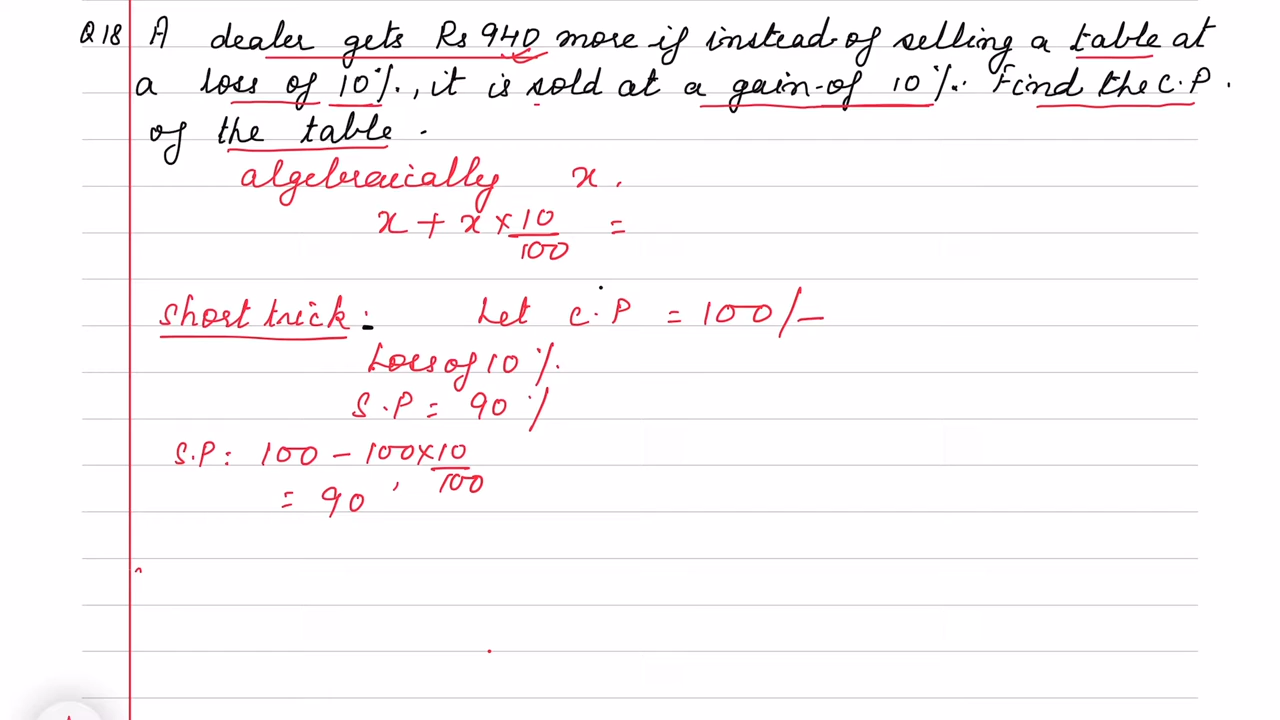 Q18 A dealer gets Rs 940 more if instead of selling a table at
a loss of 10%., it is sold at a gain of 10%. Find the C.P.
of the table.
algebraically x.
x + x × 10/100 =
Short trick: Let C.P = 100/-
Loss of 10%.
S.P = 90%
S.P: 100 - 100×10/100
= 90